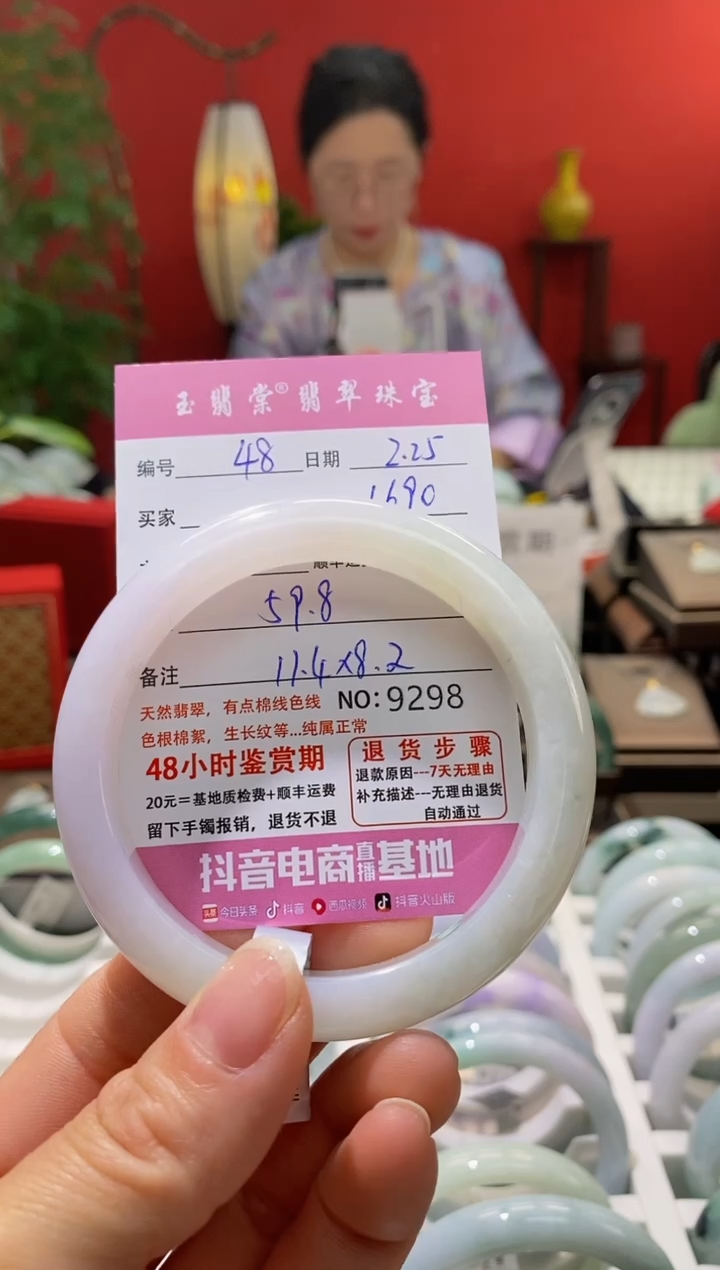 玉翡棠®翡翠珠宝
编号 48 日期 2.25
买家 1690
59.8
备注 11.4×8.2
天然翡翠，有点棉线色线 NO:9298
色根棉絮，生长纹等...纯属正常
48小时鉴赏期
20元=基地质检费+顺丰运费
留下手镯报销，退货不退
退货步骤
退款原因---7天无理由
补充描述---无理由退货
自动通过
抖音电商直播基地
头条 今日头条 抖音 西瓜视频 抖音火山版